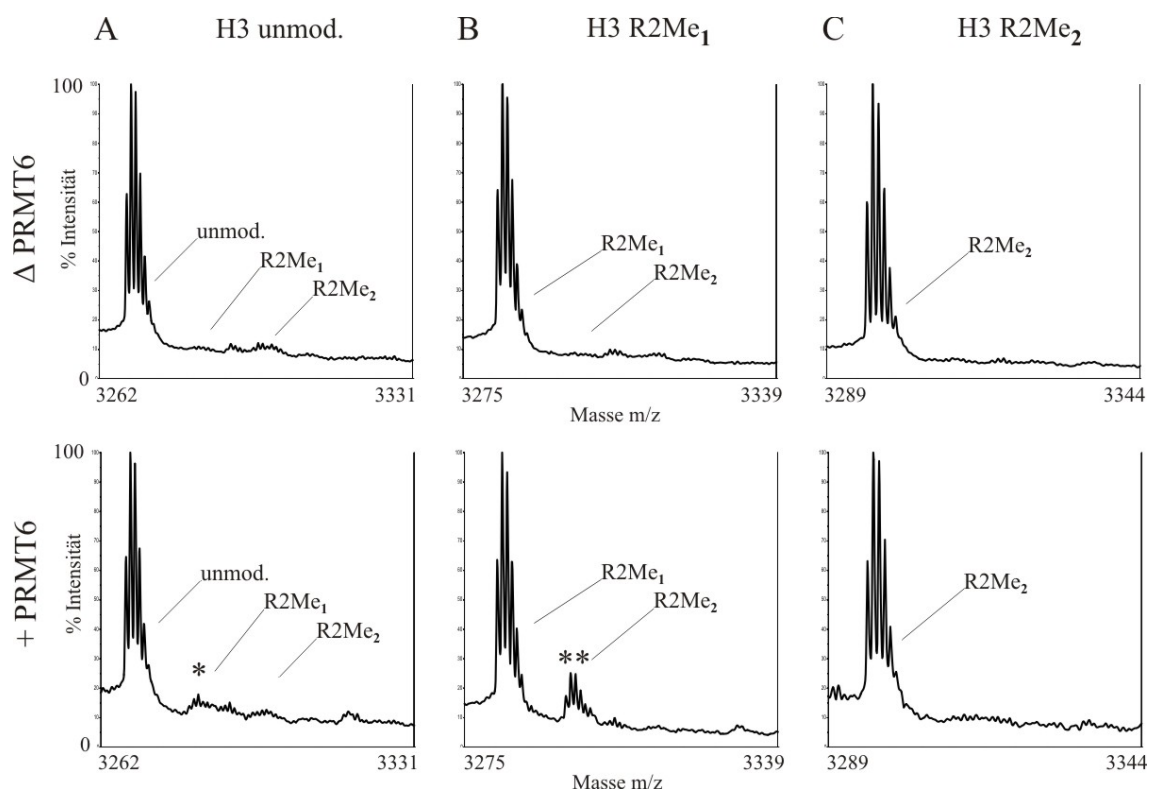 A H3 unmod.
B H3 R2Me1
C H3 R2Me2
Δ PRMT6
% Intensität
100
0
unmod.
R2Me1
R2Me2
3262 3331
R2Me1
R2Me2
3275 3339
Masse m/z
R2Me2
3289 3344
+ PRMT6
% Intensität
100
0
unmod.
R2Me1
R2Me2
*
3262 3331
R2Me1
R2Me2
**
3275 3339
Masse m/z
R2Me2
3289 3344